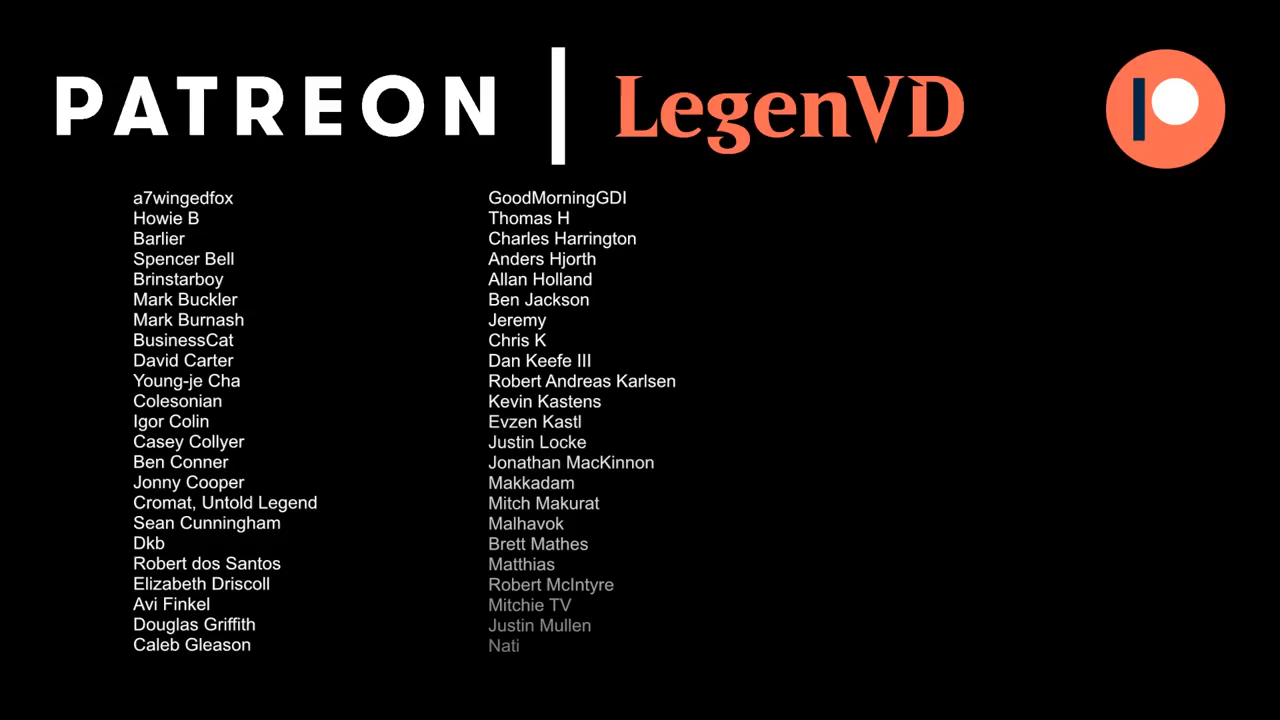 PATREON | LegenVD
a7wingedfox
Howie B
Barlier
Spencer Bell
Brinstarboy
Mark Buckler
Mark Burnash
BusinessCat
David Carter
Young-je Cha
Colesonian
Igor Colin
Casey Collyer
Ben Conner
Jonny Cooper
Cromat, Untold Legend
Sean Cunningham
Dkb
Robert dos Santos
Elizabeth Driscoll
Avi Finkel
Douglas Griffith
Caleb Gleason
GoodMorningGDI
Thomas H
Charles Harrington
Anders Hjorth
Allan Holland
Ben Jackson
Jeremy
Chris K
Dan Keefe III
Robert Andreas Karlsen
Kevin Kastens
Evzen Kastl
Justin Locke
Jonathan MacKinnon
Makkadam
Mitch Makurat
Malhavok
Brett Mathes
Matthias
Robert McIntyre
Mitchie TV
Justin Mullen
Nati